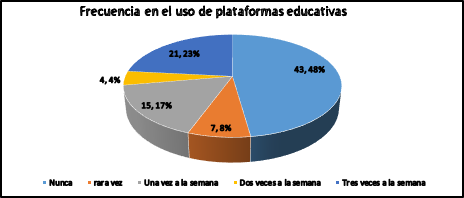 Frecuencia en el uso de plataformas educativas
21, 23%
43, 48%
4, 4%
15, 17%
7, 8%
Nunca rara vez Una vez a la semana Dos veces a la semana Tres veces a la semana